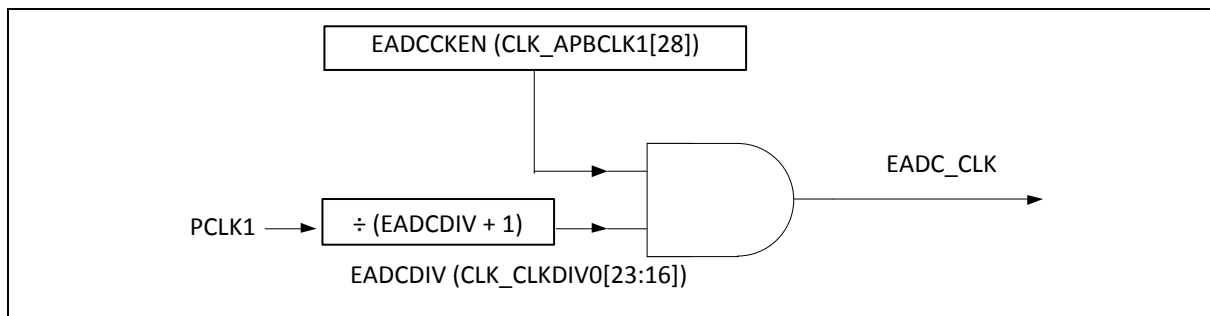 EADCCKEN (CLK_APBCLK1[28])
EADC_CLK
PCLK1
÷ (EADCDIV + 1)
EADCDIV (CLK_CLKDIV0[23:16])